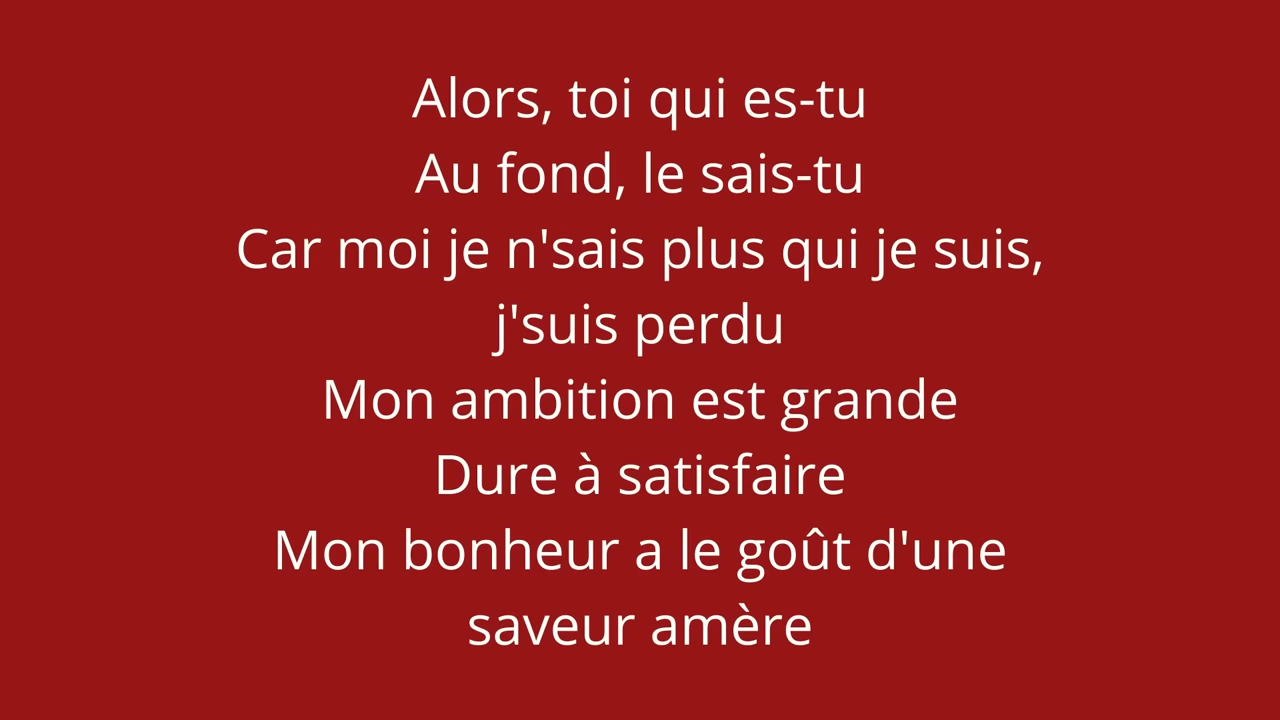 Alors, toi qui es-tu
Au fond, le sais-tu
Car moi je n'sais plus qui je suis,
j'suis perdu
Mon ambition est grande
Dure à satisfaire
Mon bonheur a le goût d'une
saveur amère